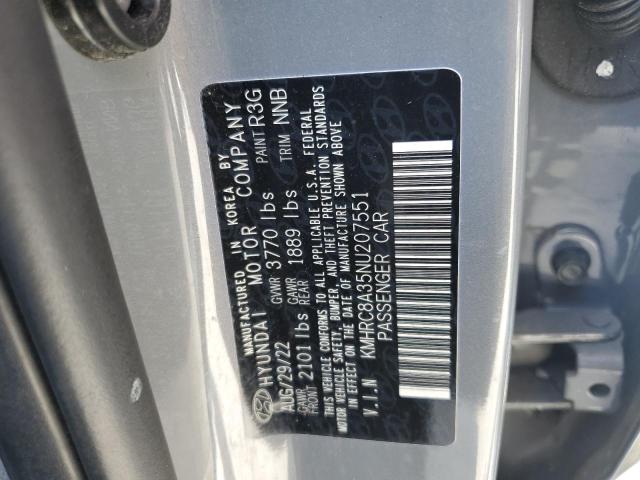 MANUFACTURED IN KOREA BY
HYUNDAI MOTOR COMPANY
AUG/29/22 GVWR 3770 lbs PAINT R3G
GAWR FRONT 2101 lbs GAWR REAR 1889 lbs TRIM NNB
THIS VEHICLE CONFORMS TO ALL APPLICABLE U.S.A. FEDERAL
MOTOR VEHICLE SAFETY, BUMPER, AND THEFT PREVENTION STANDARDS
IN EFFECT ON THE DATE OF MANUFACTURE SHOWN ABOVE
V.I.N KMHRC8A35NU207551
PASSENGER CAR